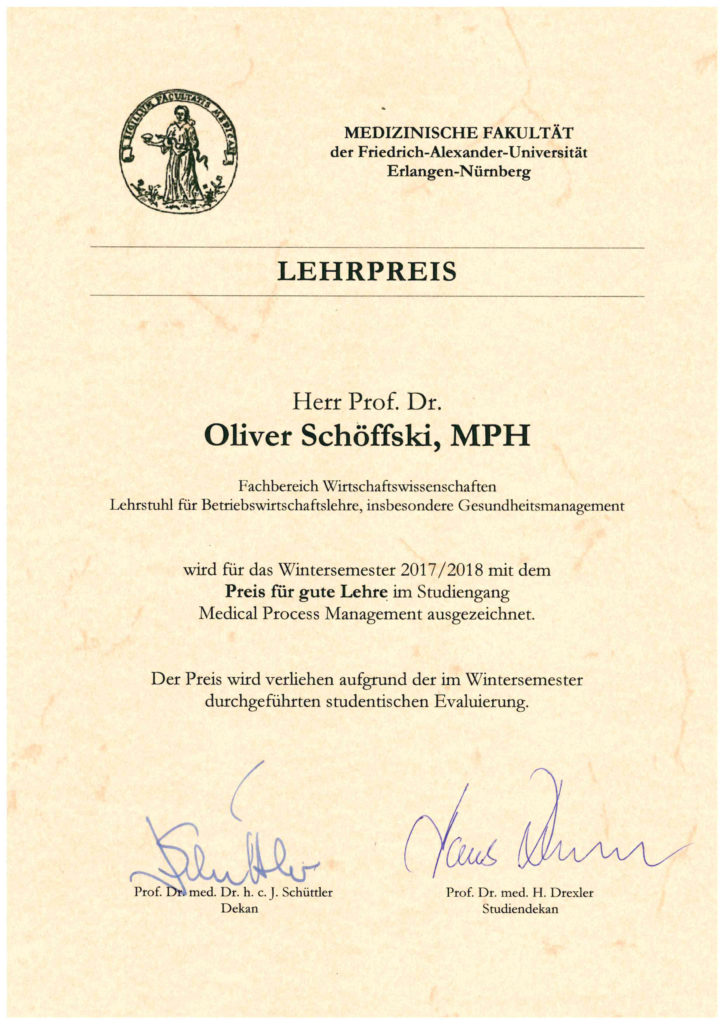 SIGILLUM FACULTATIS MEDICAE
MEDIZINISCHE FAKULTÄT
der Friedrich-Alexander-Universität
Erlangen-Nürnberg
LEHRPREIS
Herr Prof. Dr.
Oliver Schöffski, MPH
Fachbereich Wirtschaftswissenschaften
Lehrstuhl für Betriebswirtschaftslehre, insbesondere Gesundheitsmanagement
wird für das Wintersemester 2017/2018 mit dem
Preis für gute Lehre im Studiengang
Medical Process Management ausgezeichnet.
Der Preis wird verliehen aufgrund der im Wintersemester
durchgeführten studentischen Evaluierung.
Schüttler
Hans Drexler
Prof. Dr. med. Dr. h. c. J. Schüttler
Dekan
Prof. Dr. med. H. Drexler
Studiendekan